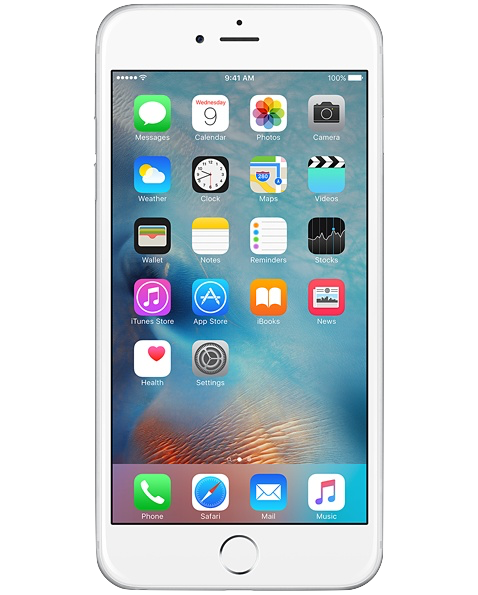 9:41 AM 100%
Wednesday
9
280
Messages Calendar Photos Camera
Weather Clock Maps Videos
Wallet Notes Reminders Stocks
iTunes Store App Store iBooks News
Health Settings
Phone Safari Mail Music